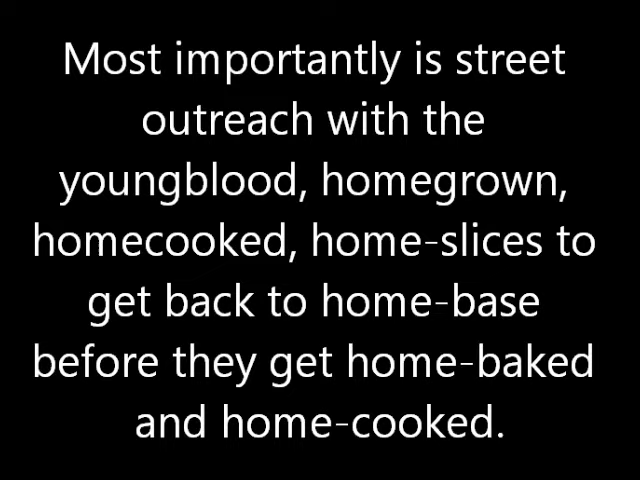 Most importantly is street
outreach with the
youngblood, homegrown,
homecooked, home-slices to
get back to home-base
before they get home-baked
and home-cooked.